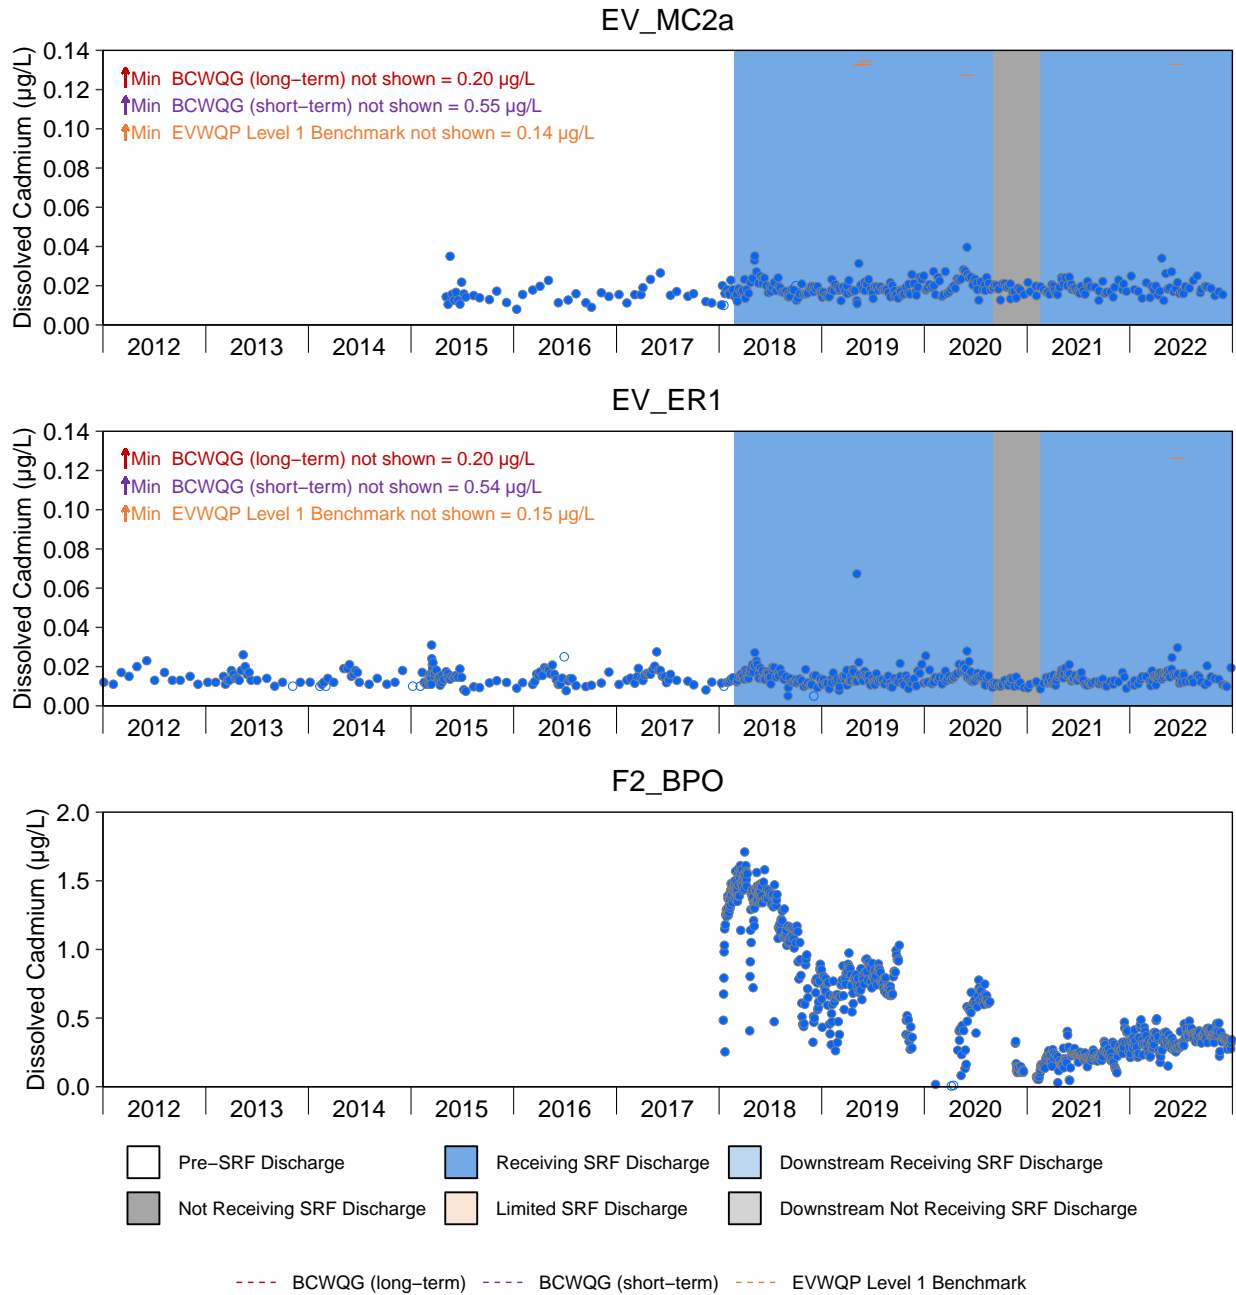 EV_MC2a
Dissolved Cadmium (µg/L)
0.14
0.12
0.10
0.08
0.06
0.04
0.02
0.00
↑Min BCWQG (long−term) not shown = 0.20 µg/L
↑Min BCWQG (short−term) not shown = 0.55 µg/L
↑Min EVWQP Level 1 Benchmark not shown = 0.14 µg/L
2012 2013 2014 2015 2016 2017 2018 2019 2020 2021 2022
EV_ER1
Dissolved Cadmium (µg/L)
0.14
0.12
0.10
0.08
0.06
0.04
0.02
0.00
↑Min BCWQG (long−term) not shown = 0.20 µg/L
↑Min BCWQG (short−term) not shown = 0.54 µg/L
↑Min EVWQP Level 1 Benchmark not shown = 0.15 µg/L
2012 2013 2014 2015 2016 2017 2018 2019 2020 2021 2022
F2_BPO
Dissolved Cadmium (µg/L)
2.0
1.5
1.0
0.5
0.0
2012 2013 2014 2015 2016 2017 2018 2019 2020 2021 2022
Pre−SRF Discharge Receiving SRF Discharge Downstream Receiving SRF Discharge
Not Receiving SRF Discharge Limited SRF Discharge Downstream Not Receiving SRF Discharge
BCWQG (long−term) BCWQG (short−term) EVWQP Level 1 Benchmark